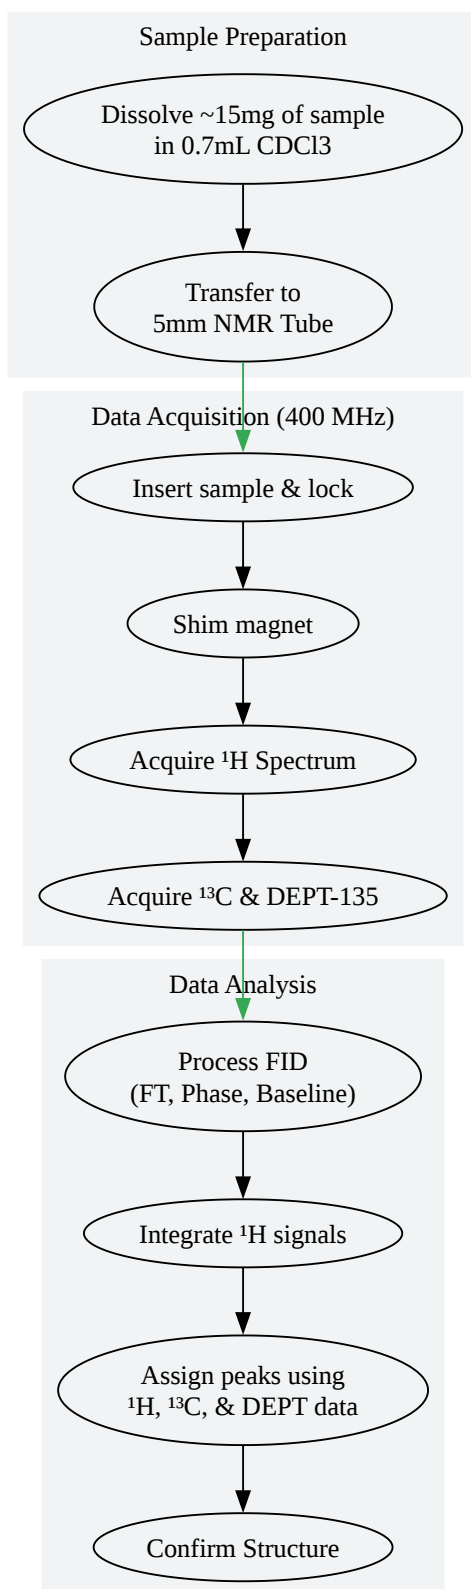 Sample Preparation
Dissolve ~15mg of sample
in 0.7mL CDCl3
Transfer to
5mm NMR Tube
Data Acquisition (400 MHz)
Insert sample & lock
Shim magnet
Acquire ¹H Spectrum
Acquire ¹³C & DEPT-135
Data Analysis
Process FID
(FT, Phase, Baseline)
Integrate ¹H signals
Assign peaks using
¹H, ¹³C, & DEPT data
Confirm Structure